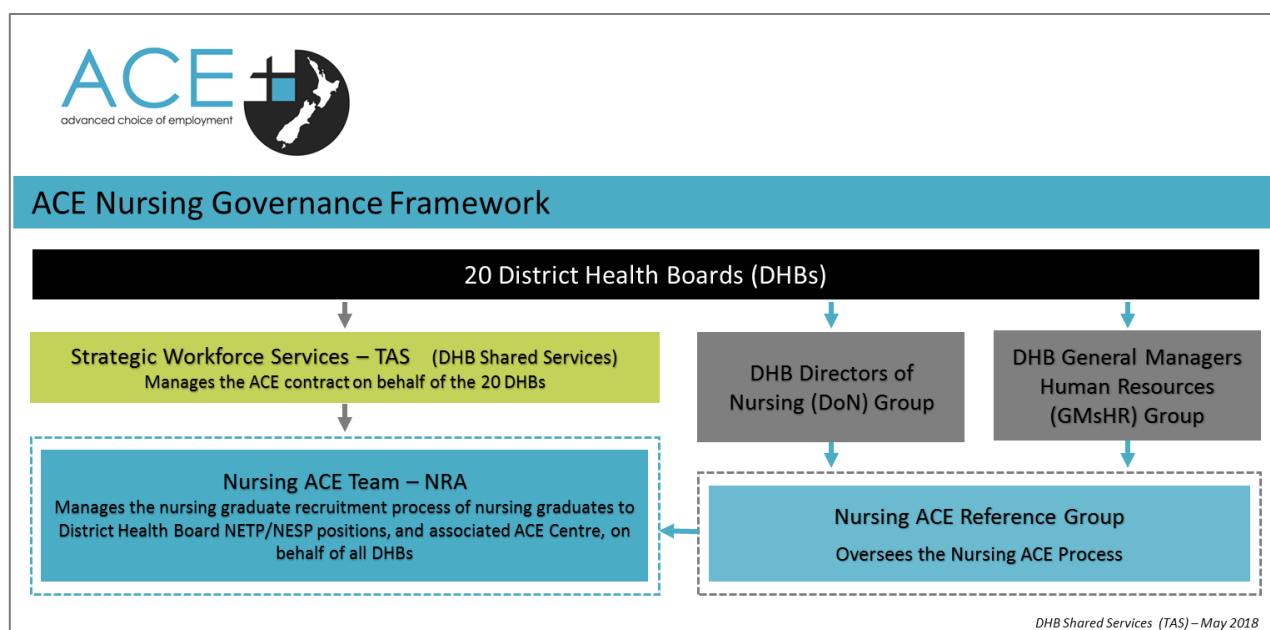 ACE
advanced choice of employment
ACE Nursing Governance Framework
20 District Health Boards (DHBs)
Strategic Workforce Services – TAS (DHB Shared Services)
Manages the ACE contract on behalf of the 20 DHBs
DHB Directors of
Nursing (DoN) Group
DHB General Managers
Human Resources
(GMsHR) Group
Nursing ACE Team – NRA
Manages the nursing graduate recruitment process of nursing graduates to
District Health Board NETP/NESP positions, and associated ACE Centre, on
behalf of all DHBs
Nursing ACE Reference Group
Oversees the Nursing ACE Process
DHB Shared Services (TAS) – May 2018